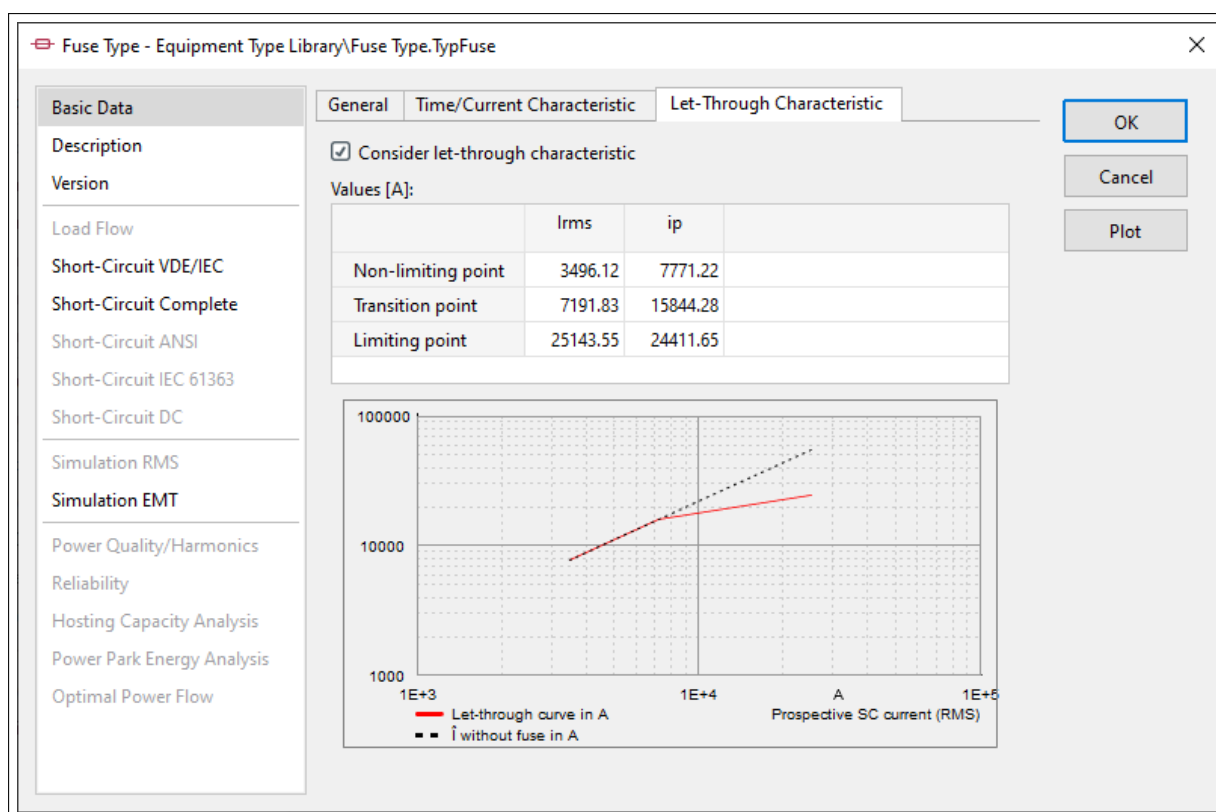 Fuse Type - Equipment Type Library\Fuse Type.TypFuse
Basic Data
Description
Version
Load Flow
Short-Circuit VDE/IEC
Short-Circuit Complete
Short-Circuit ANSI
Short-Circuit IEC 61363
Short-Circuit DC
Simulation RMS
Simulation EMT
Power Quality/Harmonics
Reliability
Hosting Capacity Analysis
Power Park Energy Analysis
Optimal Power Flow
General Time/Current Characteristic Let-Through Characteristic
Consider let-through characteristic
Values [A]:
Irms ip
Non-limiting point 3496.12 7771.22
Transition point 7191.83 15844.28
Limiting point 25143.55 24411.65
100000
10000
1000
1E+3 1E+4 A 1E+5
Let-through curve in A Prospective SC current (RMS)
Î without fuse in A
OK
Cancel
Plot